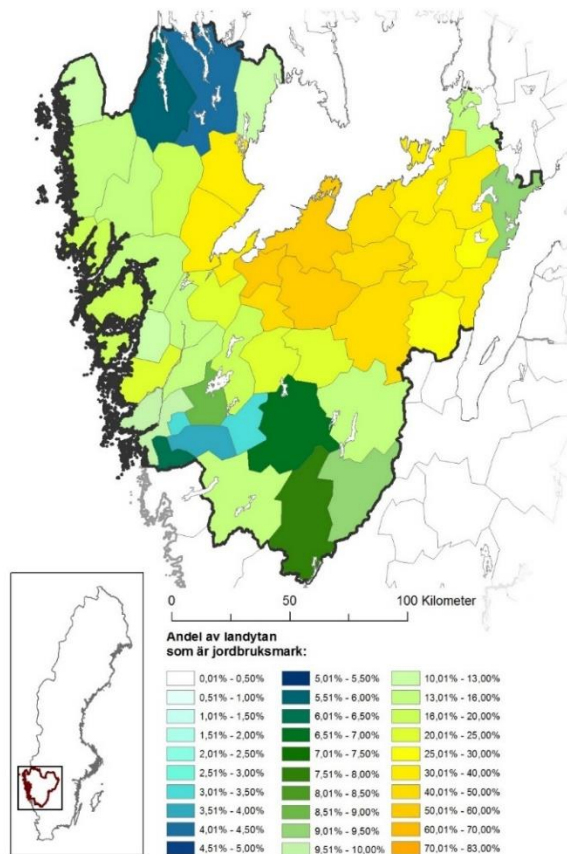 0 50 100 Kilometer
Andel av landytan
som är jordbruksmark:
0,01% - 0,50%
0,51% - 1,00%
1,01% - 1,50%
1,51% - 2,00%
2,01% - 2,50%
2,51% - 3,00%
3,01% - 3,50%
3,51% - 4,00%
4,01% - 4,50%
4,51% - 5,00%
5,01% - 5,50%
5,51% - 6,00%
6,01% - 6,50%
6,51% - 7,00%
7,01% - 7,50%
7,51% - 8,00%
8,01% - 8,50%
8,51% - 9,00%
9,01% - 9,50%
9,51% - 10,00%
10,01% - 13,00%
13,01% - 16,00%
16,01% - 20,00%
20,01% - 25,00%
25,01% - 30,00%
30,01% - 40,00%
40,01% - 50,00%
50,01% - 60,00%
60,01% - 70,00%
70,01% - 83,00%